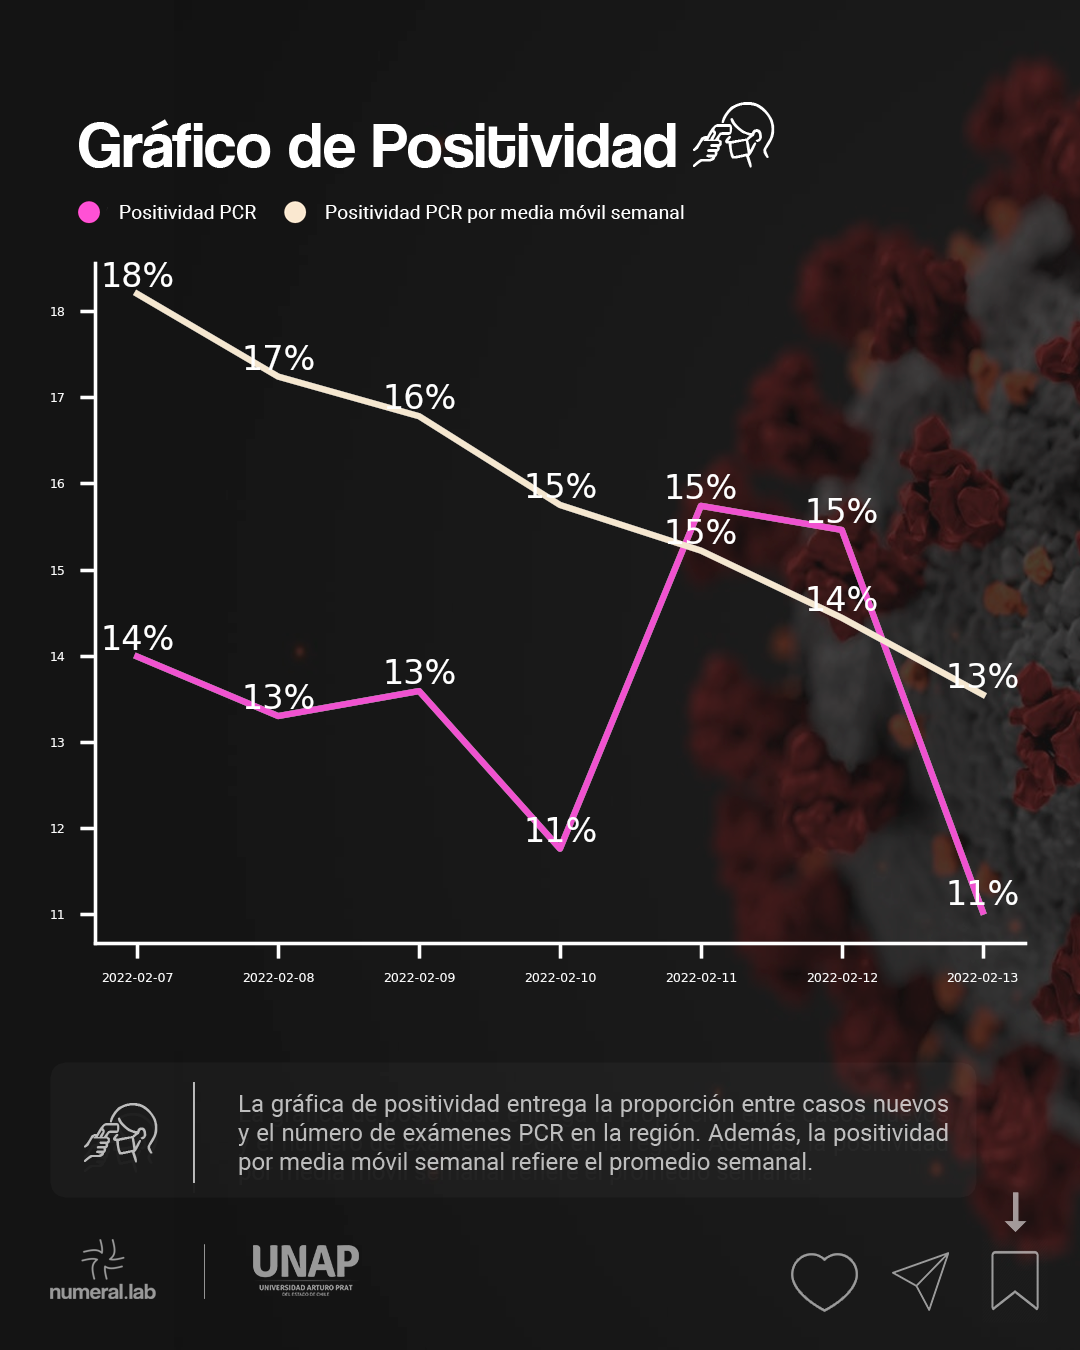 Gráfico de Positividad
Positividad PCR
Positividad PCR por media móvil semanal
18%
17%
16%
15%
15%
15%
15%
14%
14%
13%
13%
13%
11%
11%
18
17
16
15
14
13
12
11
2022-02-07
2022-02-08
2022-02-09
2022-02-10
2022-02-11
2022-02-12
2022-02-13
La gráfica de positividad entrega la proporción entre casos nuevos
y el número de exámenes PCR en la región. Además, la positividad
por media móvil semanal refiere el promedio semanal.
numeral.lab
UNAP
UNIVERSIDAD ARTURO PRAT
DEL ESTADO DE CHILE